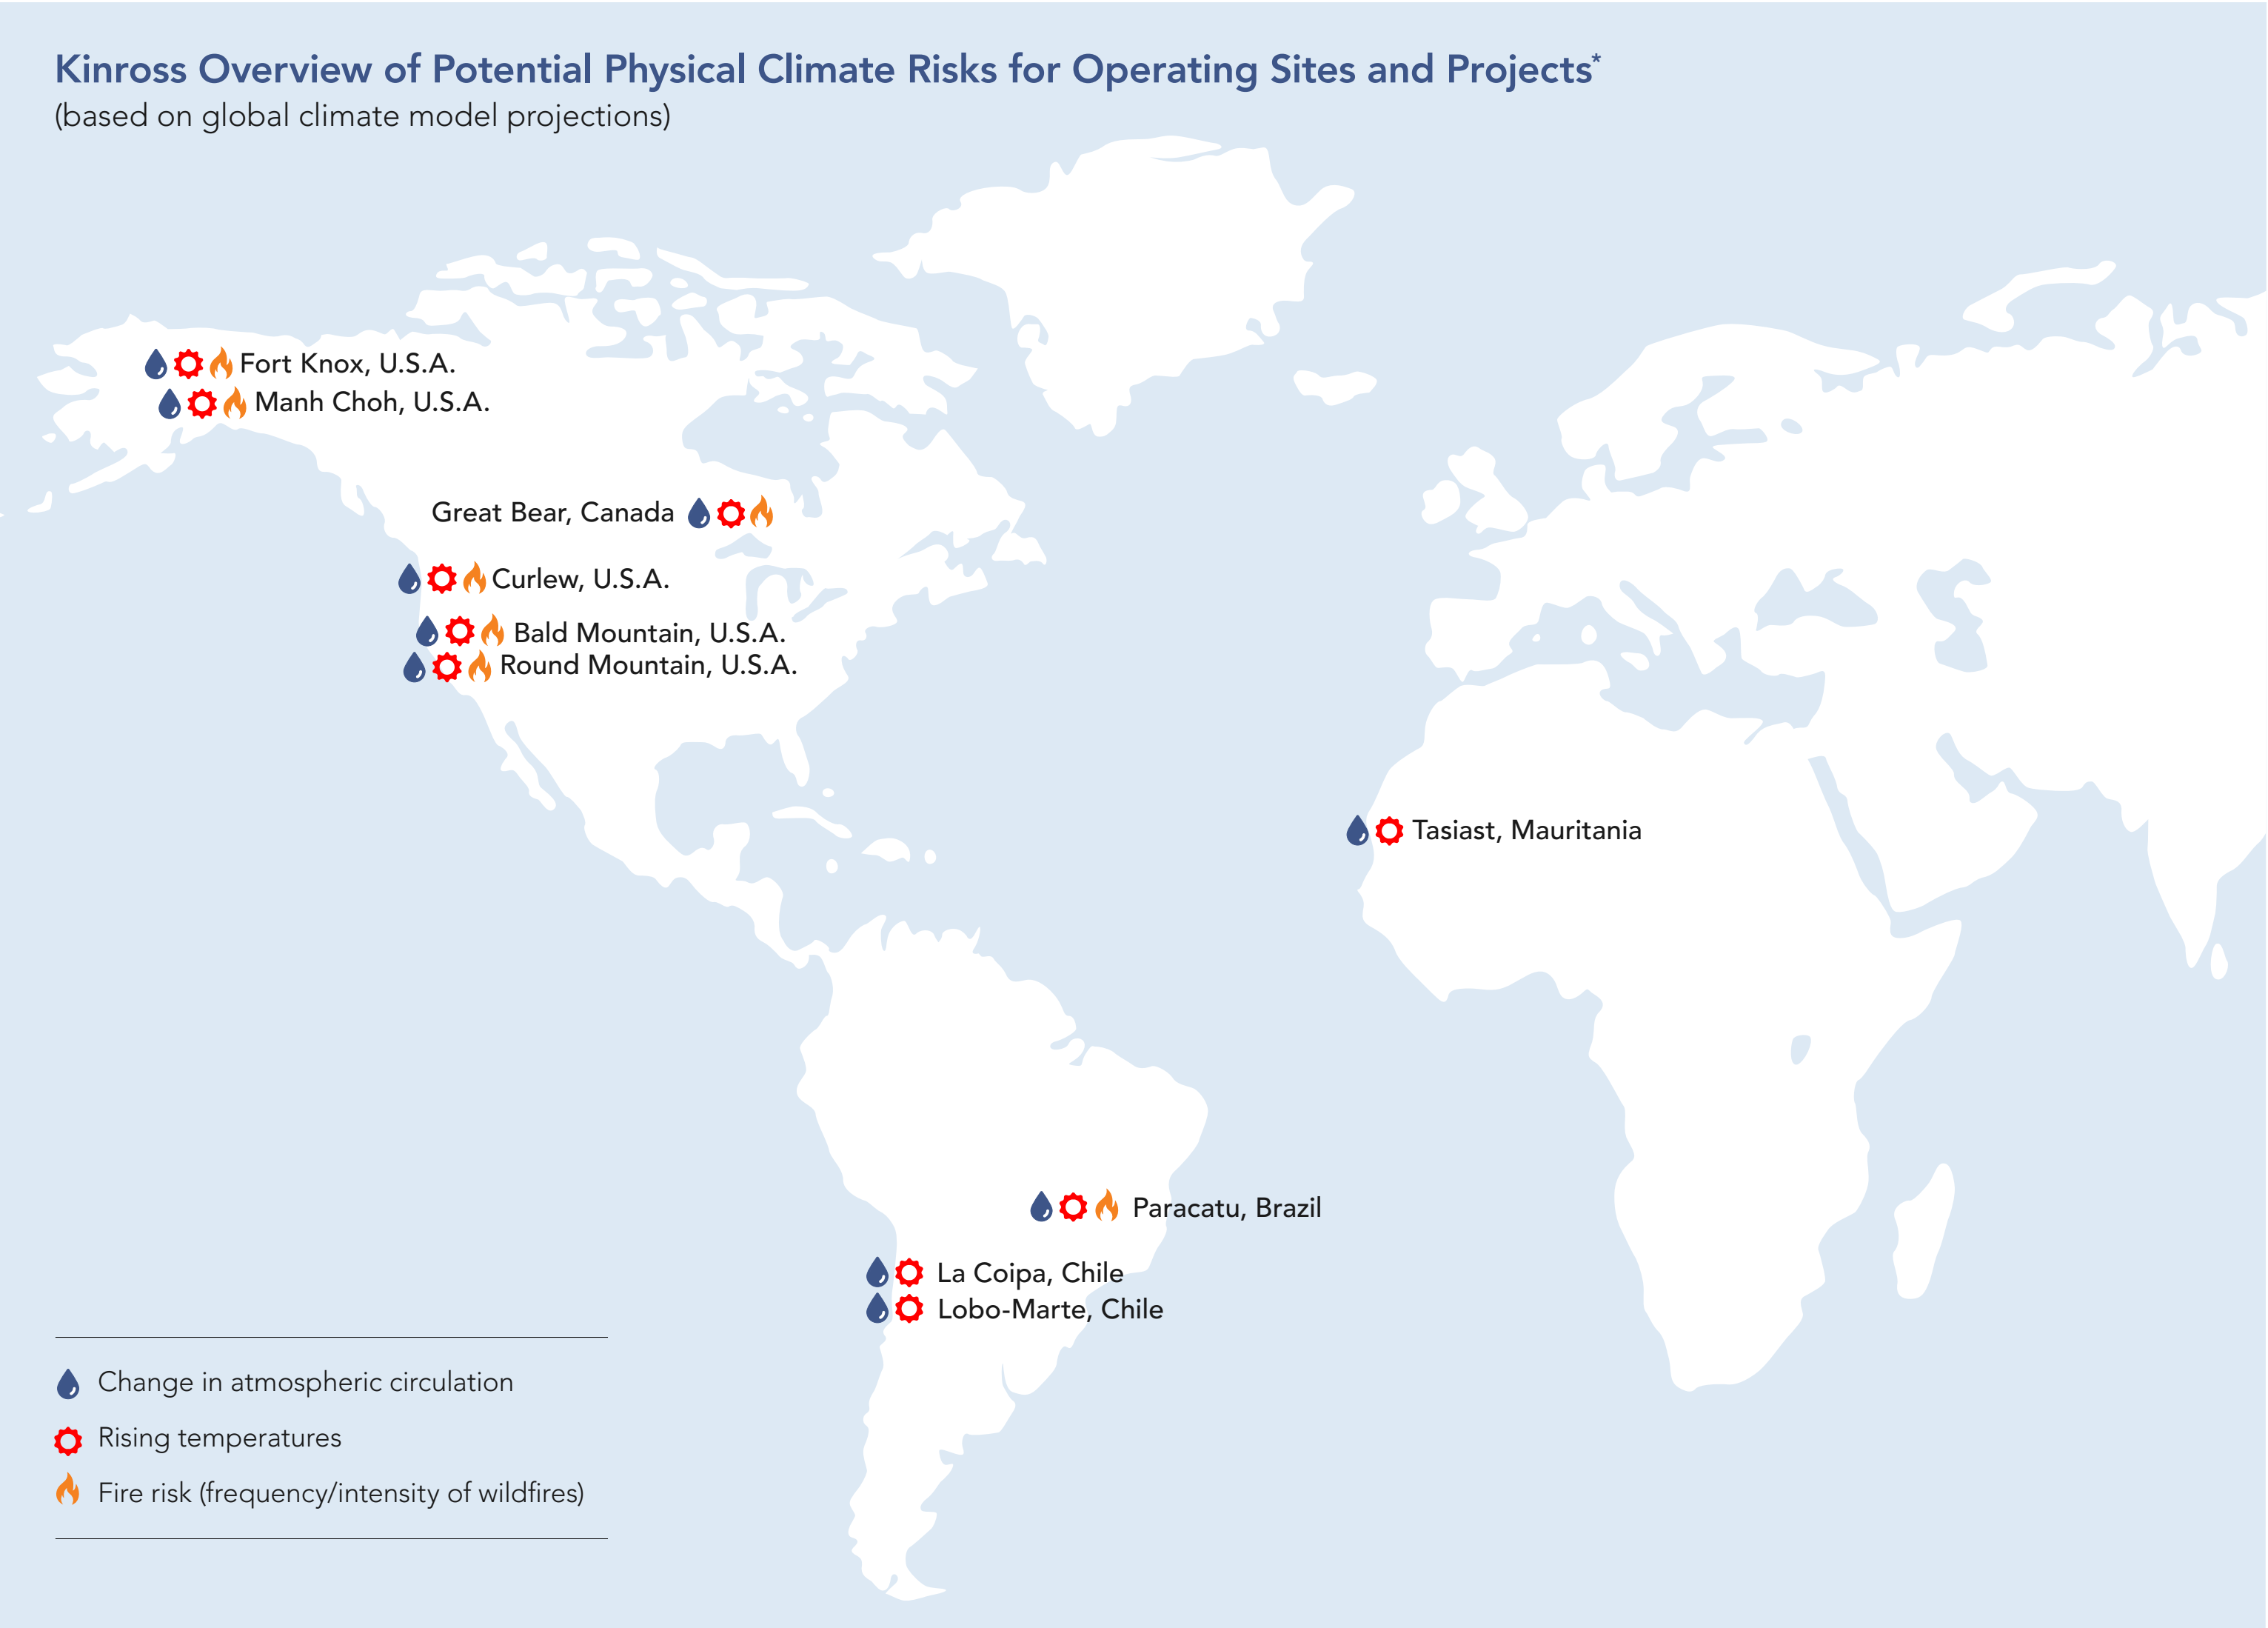 Kinross Overview of Potential Physical Climate Risks for Operating Sites and Projects*
(based on global climate model projections)
Fort Knox, U.S.A.
Manh Choh, U.S.A.
Great Bear, Canada
Curlew, U.S.A.
Bald Mountain, U.S.A.
Round Mountain, U.S.A.
Tasiast, Mauritania
Paracatu, Brazil
La Coipa, Chile
Lobo-Marte, Chile
Change in atmospheric circulation
Rising temperatures
Fire risk (frequency/intensity of wildfires)